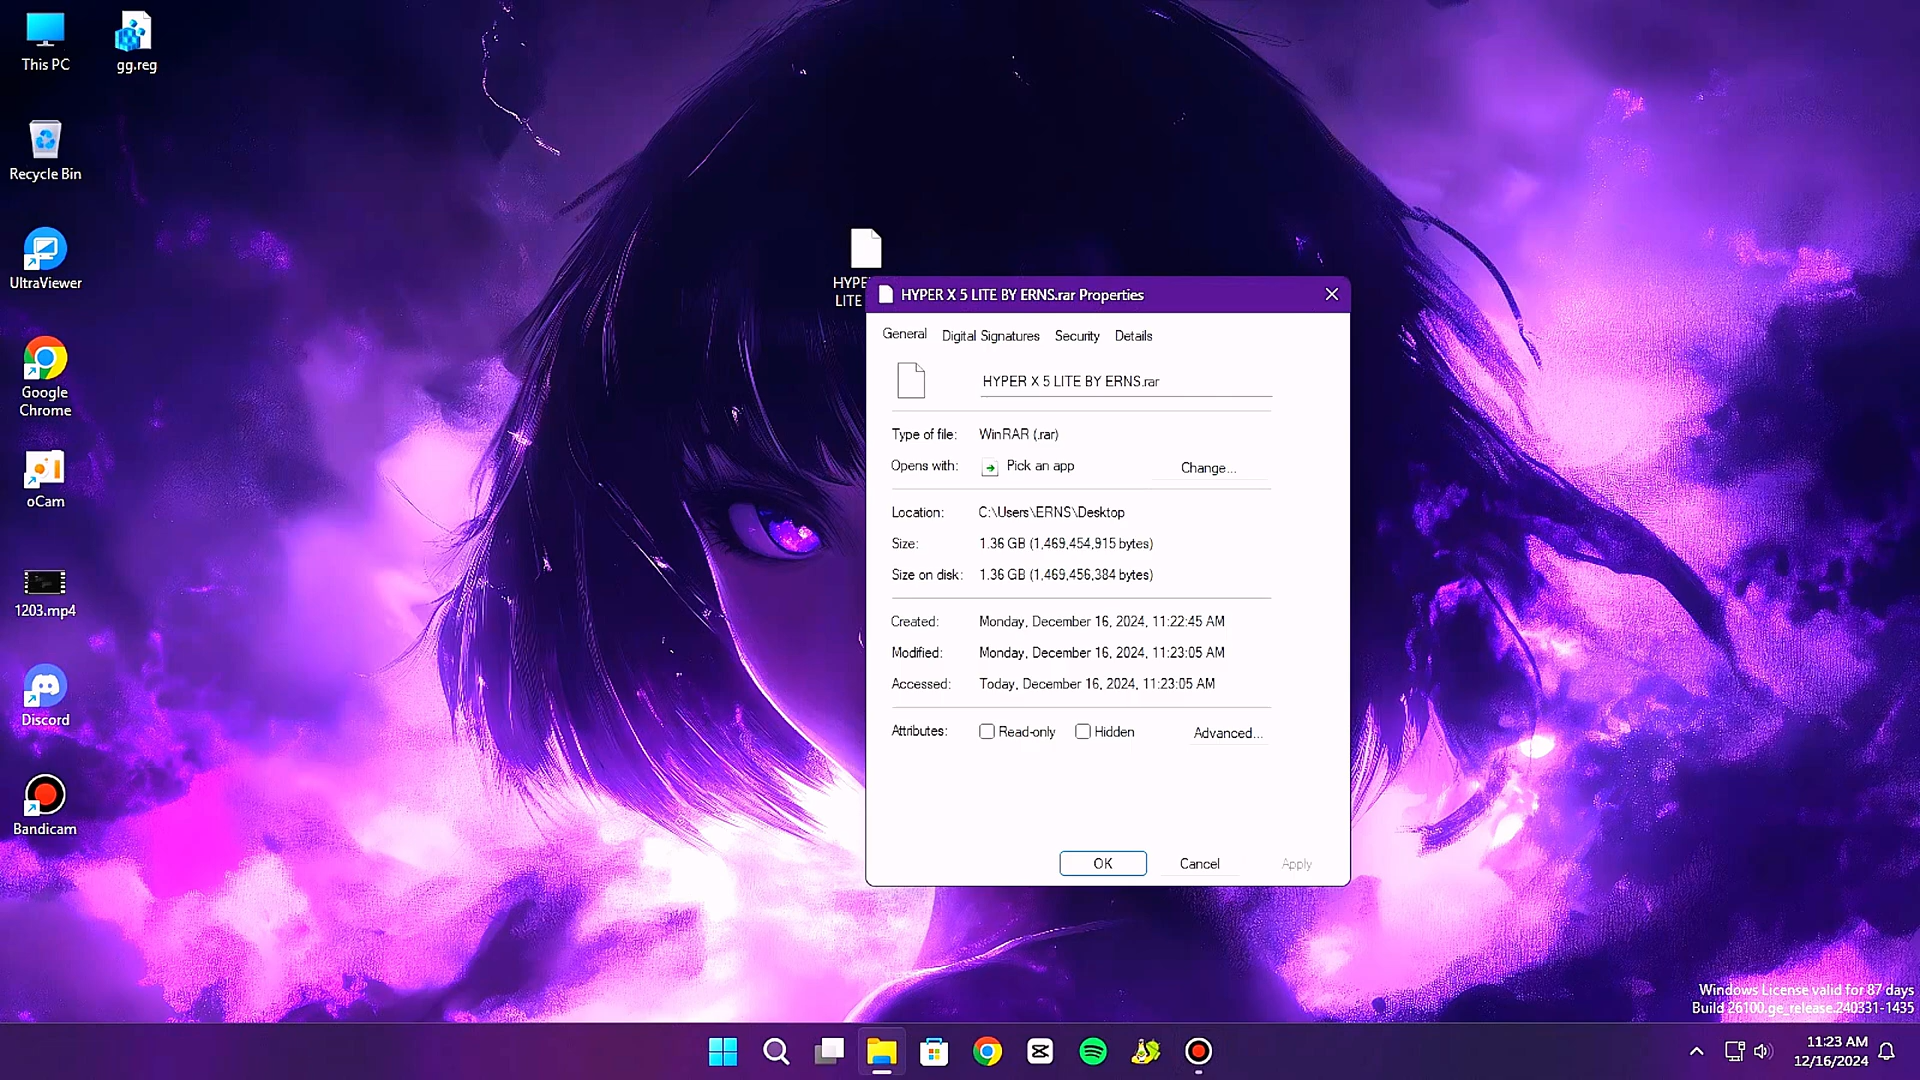 This PC
gg.reg
Recycle Bin
UltraViewer
Google
Chrome
oCam
1203.mp4
Discord
Bandicam
HYPE
LITE
HYPER X 5 LITE BY ERNS.rar Properties
General Digital Signatures Security Details
HYPER X 5 LITE BY ERNS.rar
Type of file: WinRAR (.rar)
Opens with: Pick an app Change...
Location: C:\Users\ERNS\Desktop
Size: 1.36 GB (1,469,454,915 bytes)
Size on disk: 1.36 GB (1,469,456,384 bytes)
Created: Monday, December 16, 2024, 11:22:45 AM
Modified: Monday, December 16, 2024, 11:23:05 AM
Accessed: Today, December 16, 2024, 11:23:05 AM
Attributes: Read-only Hidden Advanced...
OK Cancel Apply
Windows License valid for 87 days
Build 26100.ge_release.240331-1435
11:23 AM
12/16/2024